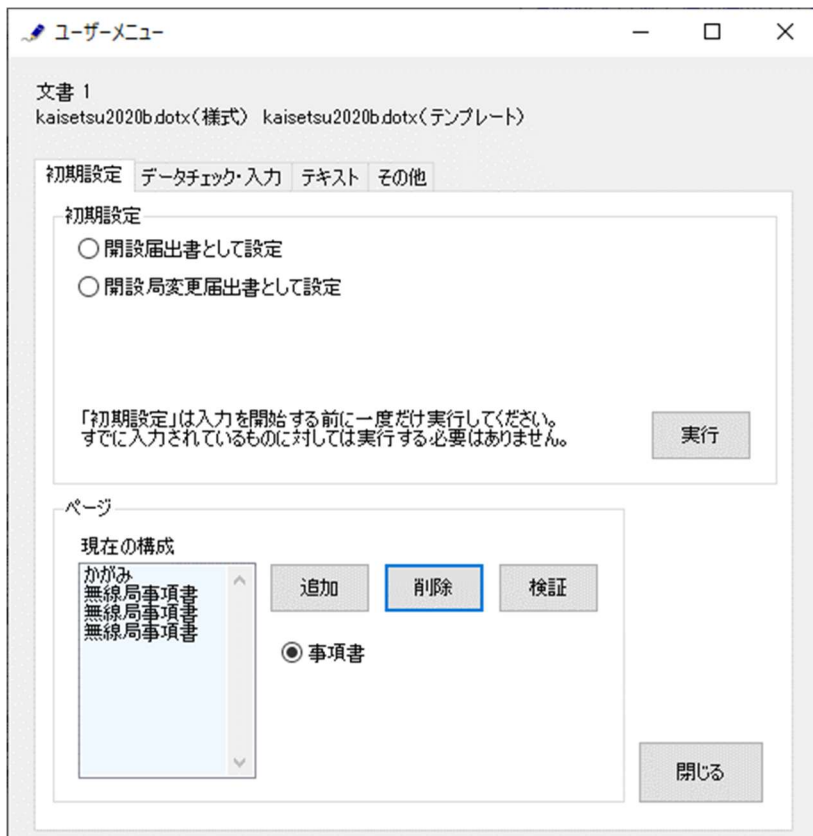 ユーザーメニュー
文書 1
kaisetsu2020b.dotx(様式) kaisetsu2020b.dotx(テンプレート)
初期設定 データチェック・入力 テキスト その他
初期設定
開設届出書として設定
開設局変更届出書として設定
「初期設定」は入力を開始する前に一度だけ実行してください。
すでに入力されているものに対しては実行する必要はありません。
実行
ページ
現在の構成
かがみ
無線局事項書
無線局事項書
無線局事項書
追加 削除 検証
事項書
閉じる